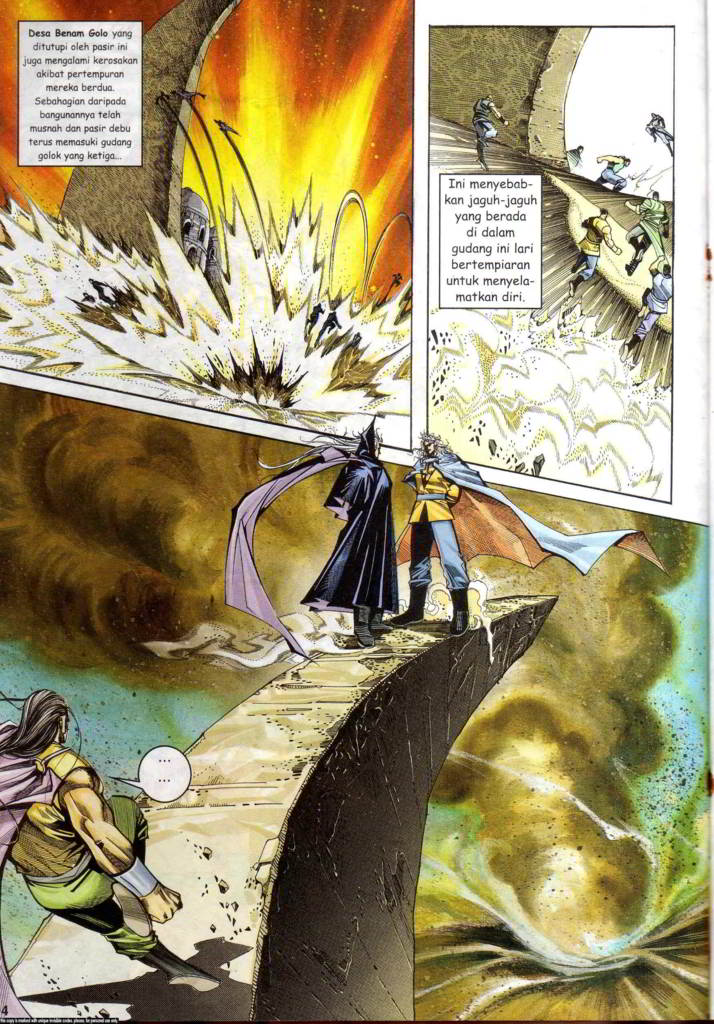 Desa Benam Golo yang
ditutupi oleh pasir ini
juga mengalami kerosakan
akibat pertempuran
mereka berdua.
Sebahagian daripada
bangunannya telah
musnah dan pasir debu
terus memasuki gudang
golok yang ketiga...
Ini menyebab-
kan jaguh-jaguh
yang berada
di dalam
gudang ini lari
bertempiaran
untuk menyela-
matkan diri.
...
...
4